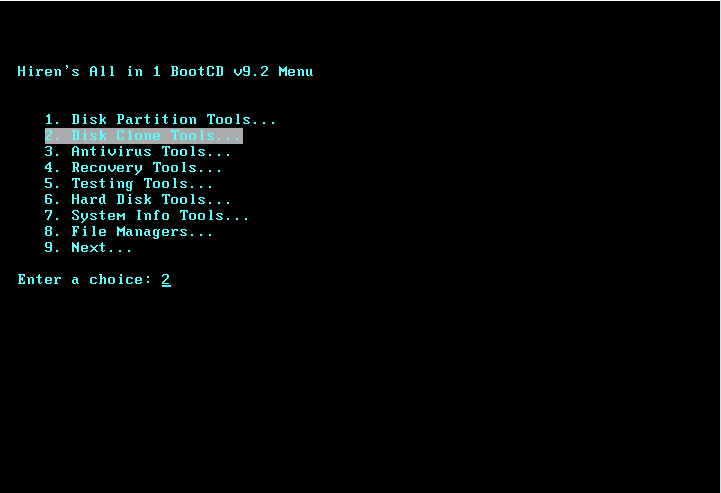 Hiren's All in 1 BootCD v9.2 Menu
1. Disk Partition Tools...
2. Disk Clone Tools...
3. Antivirus Tools...
4. Recovery Tools...
5. Testing Tools...
6. Hard Disk Tools...
7. System Info Tools...
8. File Managers...
9. Next...
Enter a choice: 2